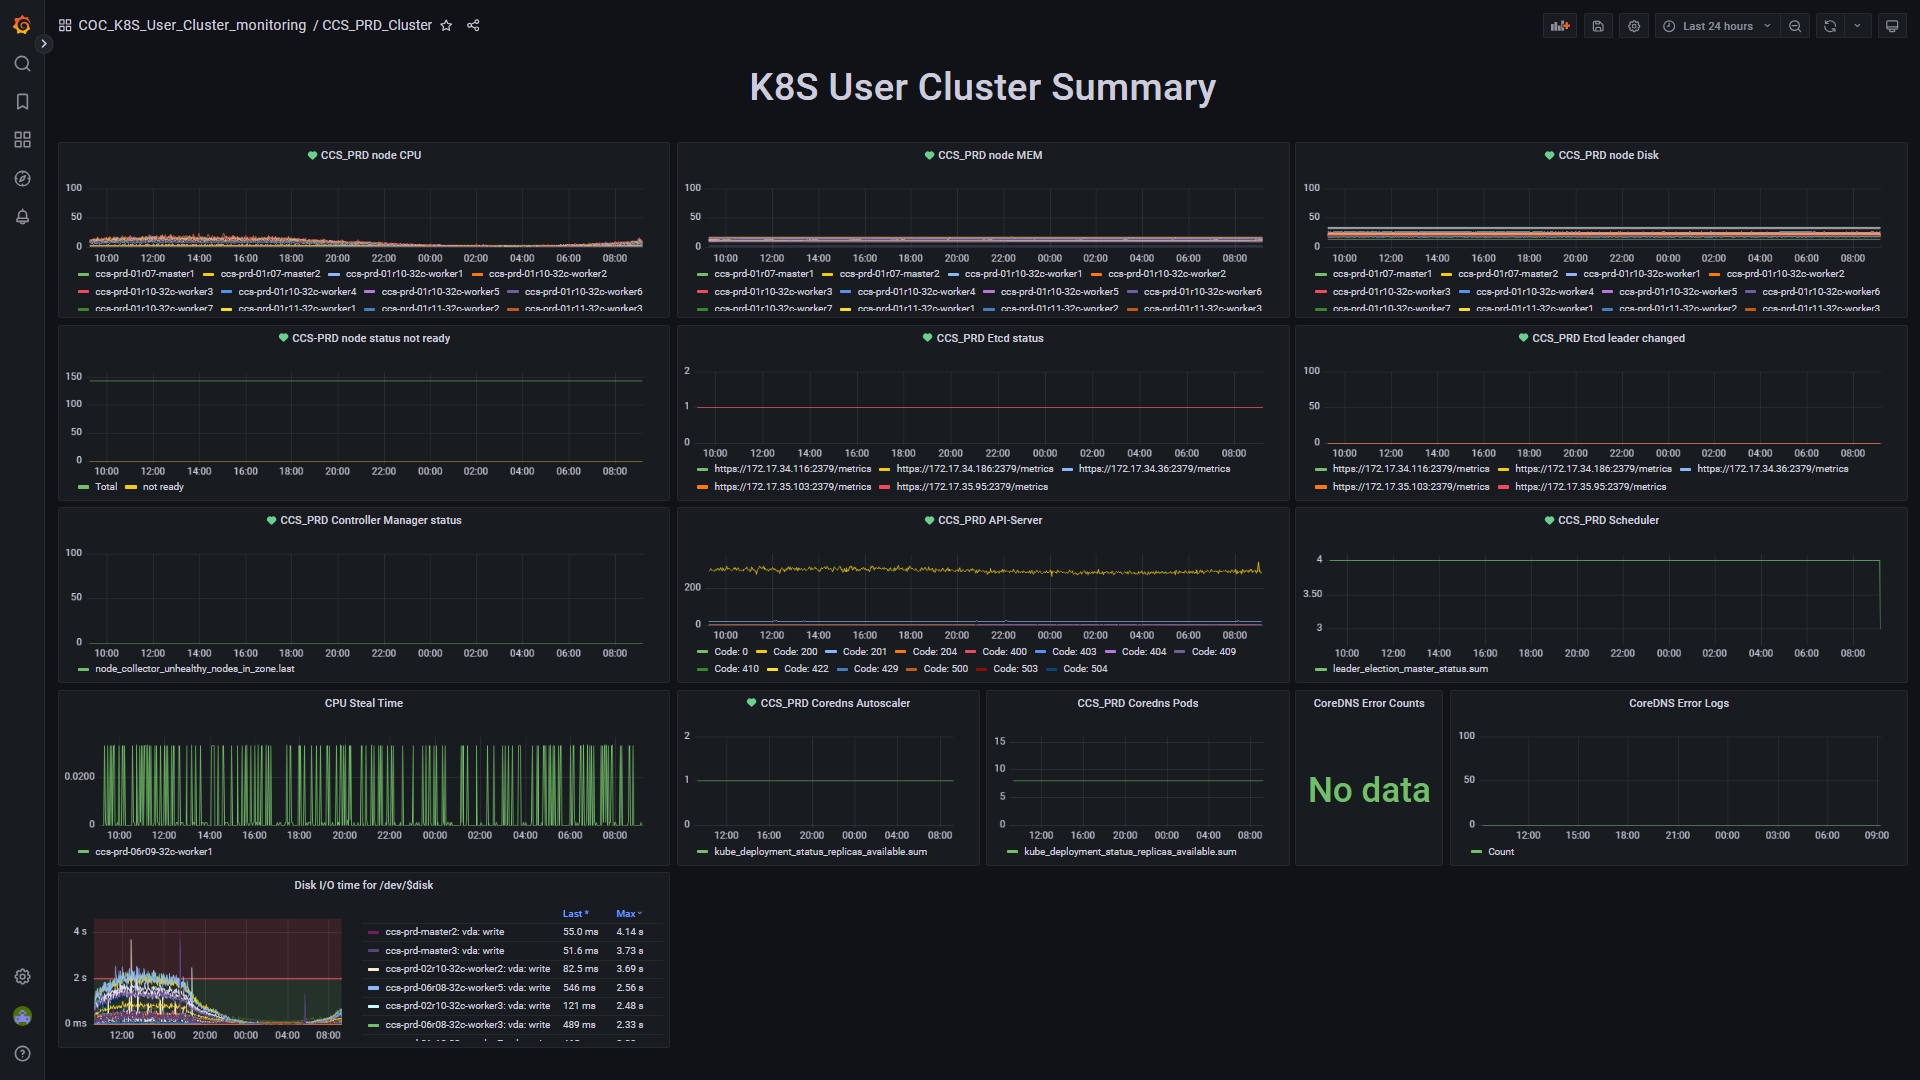 COC_K8S_User_Cluster_monitoring / CCS_PRD_Cluster
Last 24 hours
K8S User Cluster Summary
CCS_PRD node CPU
100
50
0
10:00 12:00 14:00 16:00 18:00 20:00 22:00 00:00 02:00 04:00 06:00 08:00
ccs-prd-01r07-master1 ccs-prd-01r07-master2 ccs-prd-01r10-32c-worker1 ccs-prd-01r10-32c-worker2
ccs-prd-01r10-32c-worker3 ccs-prd-01r10-32c-worker4 ccs-prd-01r10-32c-worker5 ccs-prd-01r10-32c-worker6
ccs-prd-01r10-32c-worker7 ccs-prd-01r11-32c-worker1 ccs-prd-01r11-32c-worker2 ccs-prd-01r11-32c-worker3
CCS_PRD node MEM
100
50
0
10:00 12:00 14:00 16:00 18:00 20:00 22:00 00:00 02:00 04:00 06:00 08:00
ccs-prd-01r07-master1 ccs-prd-01r07-master2 ccs-prd-01r10-32c-worker1 ccs-prd-01r10-32c-worker2
ccs-prd-01r10-32c-worker3 ccs-prd-01r10-32c-worker4 ccs-prd-01r10-32c-worker5 ccs-prd-01r10-32c-worker6
ccs-prd-01r10-32c-worker7 ccs-prd-01r11-32c-worker1 ccs-prd-01r11-32c-worker2 ccs-prd-01r11-32c-worker3
CCS_PRD node Disk
100
50
0
10:00 12:00 14:00 16:00 18:00 20:00 22:00 00:00 02:00 04:00 06:00 08:00
ccs-prd-01r07-master1 ccs-prd-01r07-master2 ccs-prd-01r10-32c-worker1 ccs-prd-01r10-32c-worker2
ccs-prd-01r10-32c-worker3 ccs-prd-01r10-32c-worker4 ccs-prd-01r10-32c-worker5 ccs-prd-01r10-32c-worker6
ccs-prd-01r10-32c-worker7 ccs-prd-01r11-32c-worker1 ccs-prd-01r11-32c-worker2 ccs-prd-01r11-32c-worker3
CCS-PRD node status not ready
150
100
50
0
10:00 12:00 14:00 16:00 18:00 20:00 22:00 00:00 02:00 04:00 06:00 08:00
Total not ready
CCS_PRD Etcd status
2
1
0
10:00 12:00 14:00 16:00 18:00 20:00 22:00 00:00 02:00 04:00 06:00 08:00
https://172.17.34.116:2379/metrics https://172.17.34.186:2379/metrics https://172.17.34.36:2379/metrics
https://172.17.35.103:2379/metrics https://172.17.35.95:2379/metrics
CCS_PRD Etcd leader changed
100
50
0
10:00 12:00 14:00 16:00 18:00 20:00 22:00 00:00 02:00 04:00 06:00 08:00
https://172.17.34.116:2379/metrics https://172.17.34.186:2379/metrics https://172.17.34.36:2379/metrics
https://172.17.35.103:2379/metrics https://172.17.35.95:2379/metrics
CCS_PRD Controller Manager status
100
50
0
10:00 12:00 14:00 16:00 18:00 20:00 22:00 00:00 02:00 04:00 06:00 08:00
node_collector_unhealthy_nodes_in_zone.last
CCS_PRD API-Server
200
0
10:00 12:00 14:00 16:00 18:00 20:00 22:00 00:00 02:00 04:00 06:00 08:00
Code: 0 Code: 200 Code: 201 Code: 204 Code: 400 Code: 403 Code: 404 Code: 409
Code: 410 Code: 422 Code: 429 Code: 500 Code: 503 Code: 504
CCS_PRD Scheduler
4
3.50
3
10:00 12:00 14:00 16:00 18:00 20:00 22:00 00:00 02:00 04:00 06:00 08:00
leader_election_master_status.sum
CPU Steal Time
0.0200
0
10:00 12:00 14:00 16:00 18:00 20:00 22:00 00:00 02:00 04:00 06:00 08:00
ccs-prd-06r09-32c-worker1
CCS_PRD Coredns Autoscaler
2
1
0
12:00 16:00 20:00 00:00 04:00 08:00
kube_deployment_status_replicas_available.sum
CCS_PRD Coredns Pods
15
10
5
0
12:00 16:00 20:00 00:00 04:00 08:00
kube_deployment_status_replicas_available.sum
CoreDNS Error Counts
No data
CoreDNS Error Logs
100
50
0
12:00 15:00 18:00 21:00 00:00 03:00 06:00 09:00
Count
Disk I/O time for /dev/$disk
4 s
2 s
0 ms
12:00 16:00 20:00 00:00 04:00 08:00
Last * Max
ccs-prd-master2: vda: write 55.0 ms 4.14 s
ccs-prd-master3: vda: write 51.6 ms 3.73 s
ccs-prd-02r10-32c-worker2: vda: write 82.5 ms 3.69 s
ccs-prd-06r08-32c-worker5: vda: write 546 ms 2.56 s
ccs-prd-02r10-32c-worker3: vda: write 121 ms 2.48 s
ccs-prd-06r08-32c-worker3: vda: write 489 ms 2.33 s